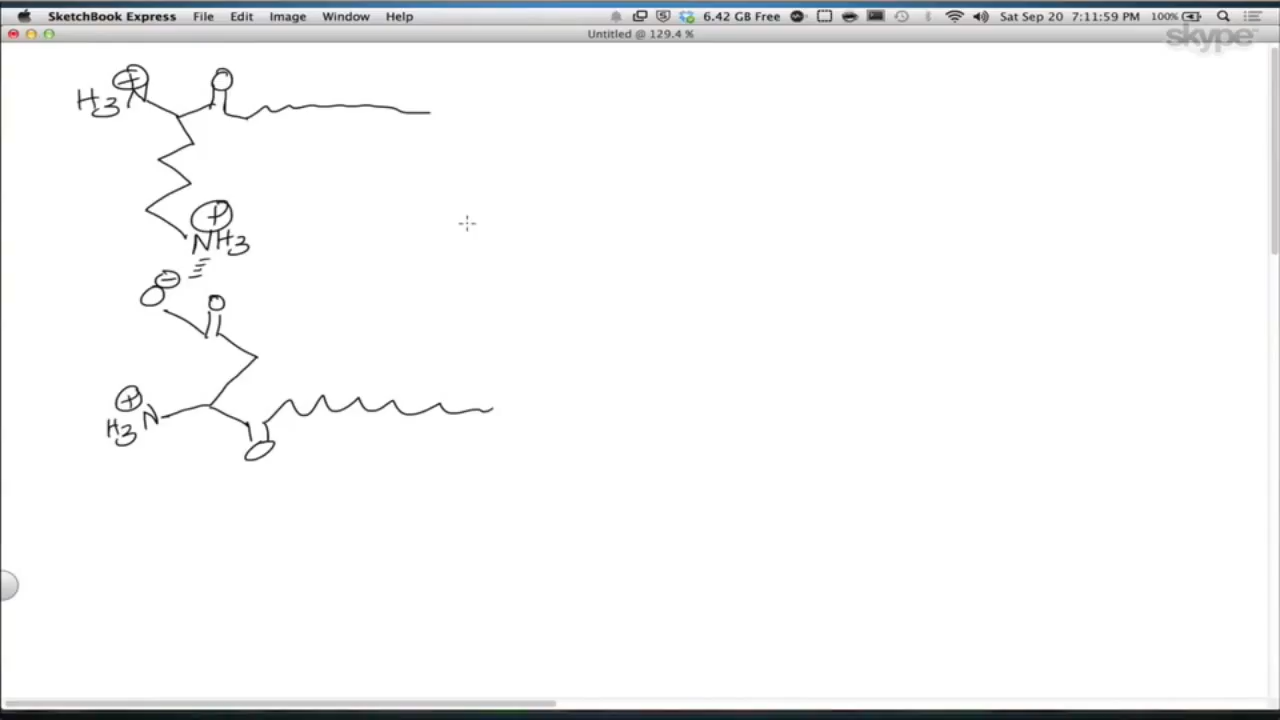 SketchBook Express File Edit Image Window Help 6.42 GB Free Sat Sep 20 7:11:59 PM 100%
Untitled @ 129.4 %
skype
⊕
H3N O
⊕
NH3
⊖
O O
⊕
H3N
O